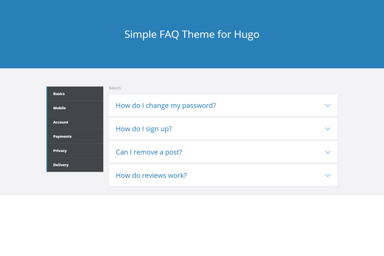 Simple FAQ Theme for Hugo
Basics
Mobile
Account
Payments
Privacy
Delivery
BASICS
How do I change my password?
How do I sign up?
Can I remove a post?
How do reviews work?